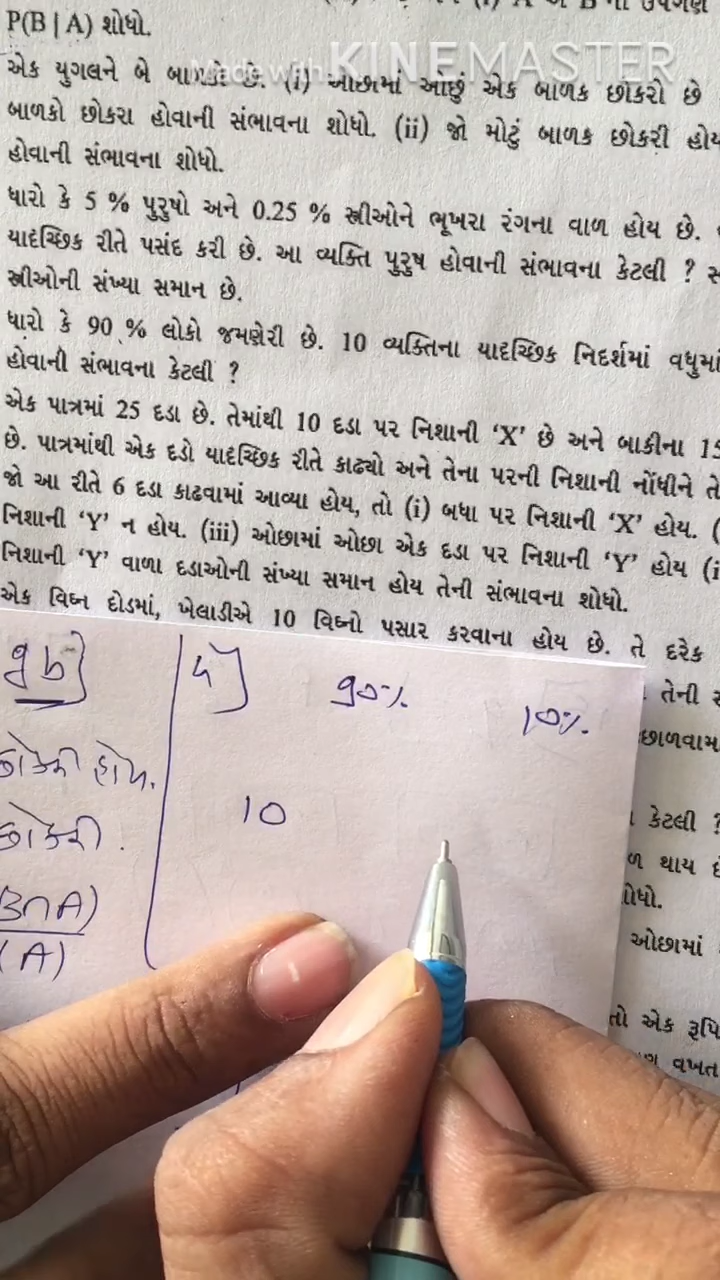 P(B | A) શોધો.
Made with KINEMASTER
એક યુગલને બે બાળકો છે. (i) ઓછામાં ઓછું એક બાળક છોકરો છે
બાળકો છોકરા હોવાની સંભાવના શોધો. (ii) જો મોટું બાળક છોકરી હોય
હોવાની સંભાવના શોધો.
ધારો કે 5 % પુરુષો અને 0.25 % સ્ત્રીઓને ભૂખરા રંગના વાળ હોય છે.
યાદચ્છિક રીતે પસંદ કરી છે. આ વ્યક્તિ પુરુષ હોવાની સંભાવના કેટલી ?
સ્ત્રીઓની સંખ્યા સમાન છે.
ધારો કે 90 % લોકો જમણેરી છે. 10 વ્યક્તિના યાદચ્છિક નિદર્શમાં વધુમાં
હોવાની સંભાવના કેટલી ?
એક પાત્રમાં 25 દડા છે. તેમાંથી 10 દડા પર નિશાની ‘X’ છે અને બાકીના 15
છે. પાત્રમાંથી એક દડો યાદચ્છિક રીતે કાઢ્યો અને તેના પરની નિશાની નોંધીને તે
જો આ રીતે 6 દડા કાઢવામાં આવ્યા હોય, તો (i) બધા પર નિશાની ‘X’ હોય. (
નિશાની ‘Y’ ન હોય. (iii) ઓછામાં ઓછા એક દડા પર નિશાની ‘Y’ હોય (i
નિશાની ‘Y’ વાળા દડાઓની સંખ્યા સમાન હોય તેની સંભાવના શોધો.
એક વિઘ્ન દોડમાં, ખેલાડીએ 10 વિઘ્નો પસાર કરવાના હોય છે. તે દરેક
તેની
છાળવામ
કેટલી ?
ળ થાય છે
શોધો.
ઓછામાં
તો એક રૂપિ
વખત
g b}
છોકરી હોય.
છોકરી.
B∩A)
(A)
૫]
90%
10%
10